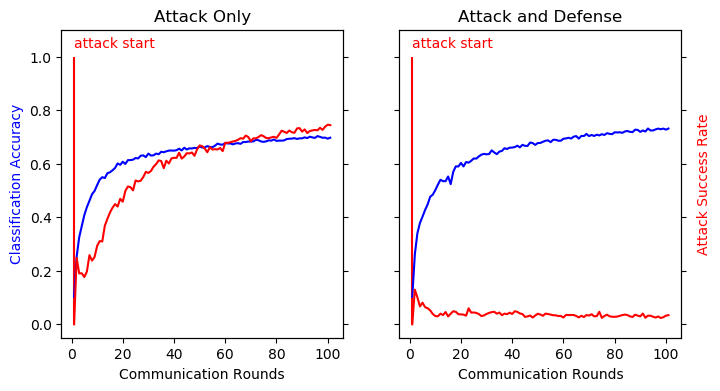 Attack Only
attack start
Classification Accuracy
1.0
0.8
0.6
0.4
0.2
0.0
0
20
40
60
80
100
Communication Rounds
Attack and Defense
attack start
0
20
40
60
80
100
Communication Rounds
Attack Success Rate